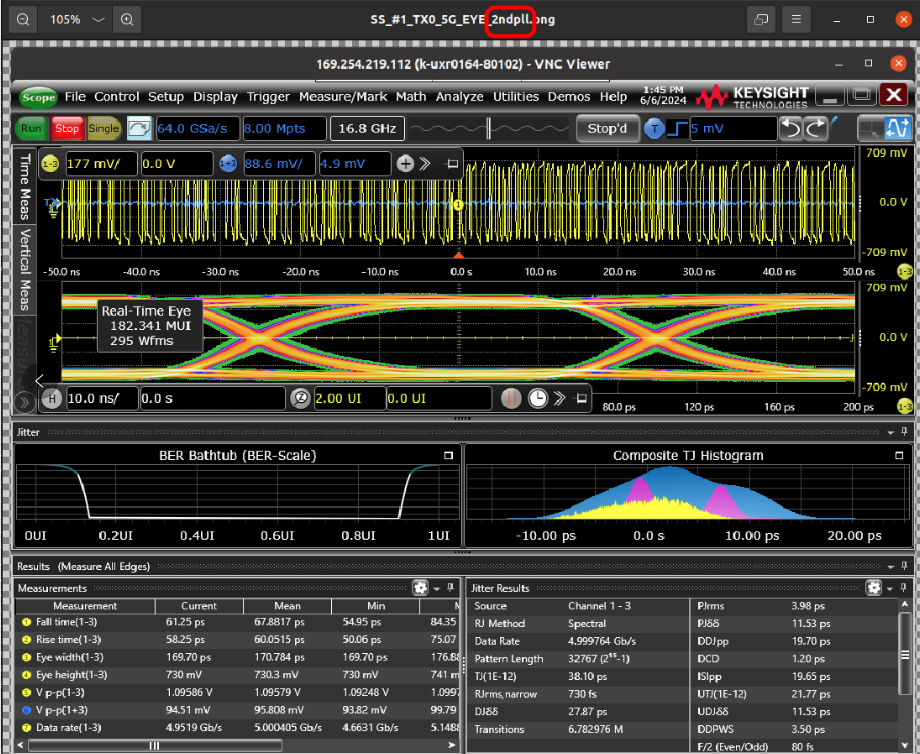 105%
SS_#1_TX0_5G_EYE_2ndpll.png
169.254.219.112 (k-uxr0164-80102) - VNC Viewer
Scope File Control Setup Display Trigger Measure/Mark Math Analyze Utilities Demos Help
1:45 PM
6/6/2024
KEYSIGHT
TECHNOLOGIES
Run Stop Single 64.0 GSa/s 8.00 Mpts 16.8 GHz Stop'd T 5 mV
Time Meas
Vertical Meas
1-3 177 mV/ 0.0 V 1+3 88.6 mV/ 4.9 mV
709 mV
0.0 V
-709 mV
-50.0 ns -40.0 ns -30.0 ns -20.0 ns -10.0 ns 0.0 s 10.0 ns 20.0 ns 30.0 ns 40.0 ns 50.0 ns 1-3
709 mV
Real-Time Eye
182.341 MUI
295 Wfms
0.0 V
-709 mV
H 10.0 ns/ 0.0 s 2.00 UI 0.0 UI
80.0 ps 120 ps 160 ps 200 ps 1-3
Jitter
BER Bathtub (BER-Scale)
0UI 0.2UI 0.4UI 0.6UI 0.8UI 1UI
Composite TJ Histogram
-10.00 ps 0.0 s 10.00 ps 20.00 ps
Results (Measure All Edges)
Measurements
Measurement Current Mean Min
1 Fall time(1-3) 61.25 ps 67.8817 ps 54.95 ps 84.35
2 Rise time(1-3) 58.25 ps 60.0515 ps 50.06 ps 75.07
3 Eye width(1-3) 169.70 ps 170.784 ps 169.70 ps 176.88
4 Eye height(1-3) 730 mV 730.3 mV 730 mV 741 m
5 V p-p(1-3) 1.09586 V 1.09579 V 1.09248 V 1.0997
6 V p-p(1+3) 94.51 mV 95.808 mV 93.82 mV 99.79
7 Data rate(1-3) 4.9519 Gb/s 5.000405 Gb/s 4.6631 Gb/s 5.1488
Jitter Results
Source Channel 1 - 3 PJrms 3.98 ps
RJ Method Spectral PJδδ 11.53 ps
Data Rate 4.999764 Gb/s DDJpp 19.70 ps
Pattern Length 32767 (2¹⁵-1) DCD 1.20 ps
TJ(1E-12) 38.10 ps ISIpp 19.65 ps
RJrms,narrow 730 fs UTJ(1E-12) 21.77 ps
DJδδ 27.87 ps UDJδδ 11.53 ps
Transitions 6.782976 M DDPWS 3.50 ps
F/2 (Even/Odd) 80 fs